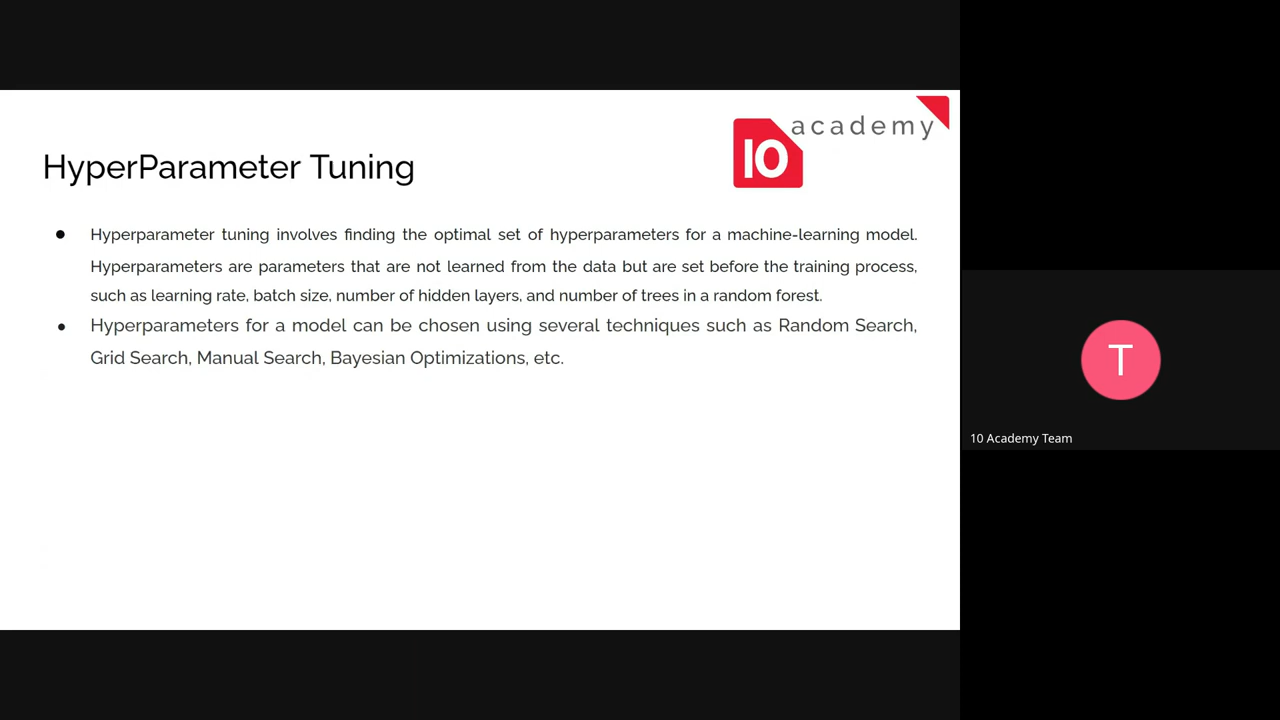 10 academy
HyperParameter Tuning
● Hyperparameter tuning involves finding the optimal set of hyperparameters for a machine-learning model.
Hyperparameters are parameters that are not learned from the data but are set before the training process,
such as learning rate, batch size, number of hidden layers, and number of trees in a random forest.
● Hyperparameters for a model can be chosen using several techniques such as Random Search,
Grid Search, Manual Search, Bayesian Optimizations, etc.
T
10 Academy Team